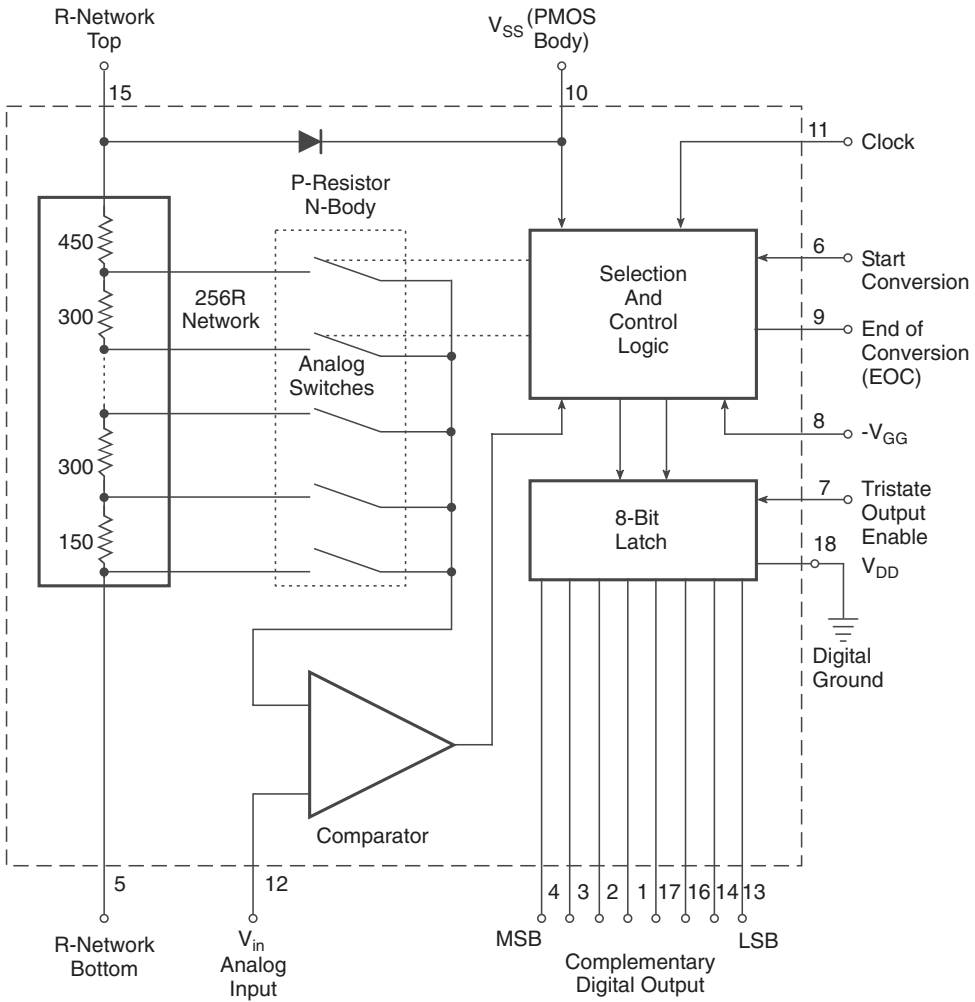 R-Network
Top
VSS (PMOS
Body)
15
10
11
Clock
P-Resistor
N-Body
450
300
256R
Network
Analog
Switches
300
150
Selection
And
Control
Logic
6
Start
Conversion
9
End of
Conversion
(EOC)
8
-VGG
8-Bit
Latch
7
Tristate
Output
Enable
18
VDD
Digital
Ground
Comparator
5
12
4 3 2 1 17 16 14 13
R-Network
Bottom
Vin
Analog
Input
MSB
LSB
Complementary
Digital Output